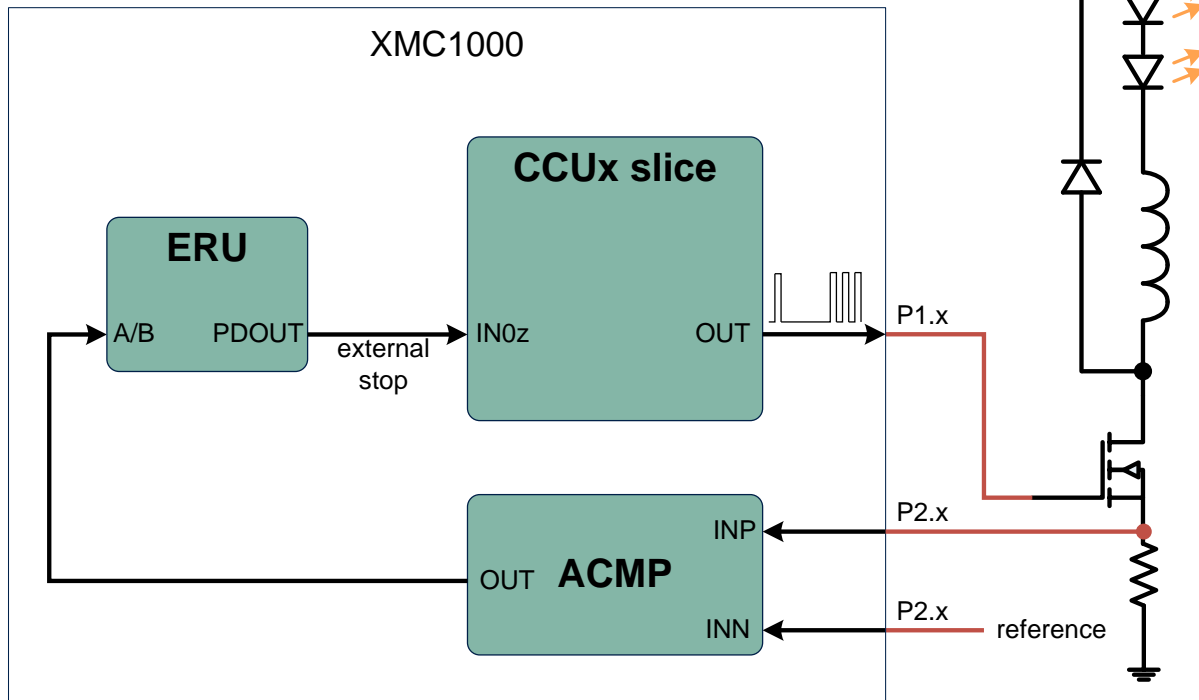 XMC1000
CCUx slice
ERU
A/B
PDOUT
external
stop
IN0z
OUT
P1.x
INP
P2.x
OUT
ACMP
INN
P2.x
reference